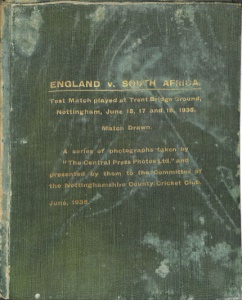 ENGLAND v. SOUTH AFRICA.
Test Match played at Trent Bridge Ground,
Nottingham, June 15, 17 and 18, 1935.
Match Drawn.
A series of photographs taken by
"The Central Press Photos Ltd." and
presented by them to the Committee of
the Nottinghamshire County Cricket Club.
June, 1935.